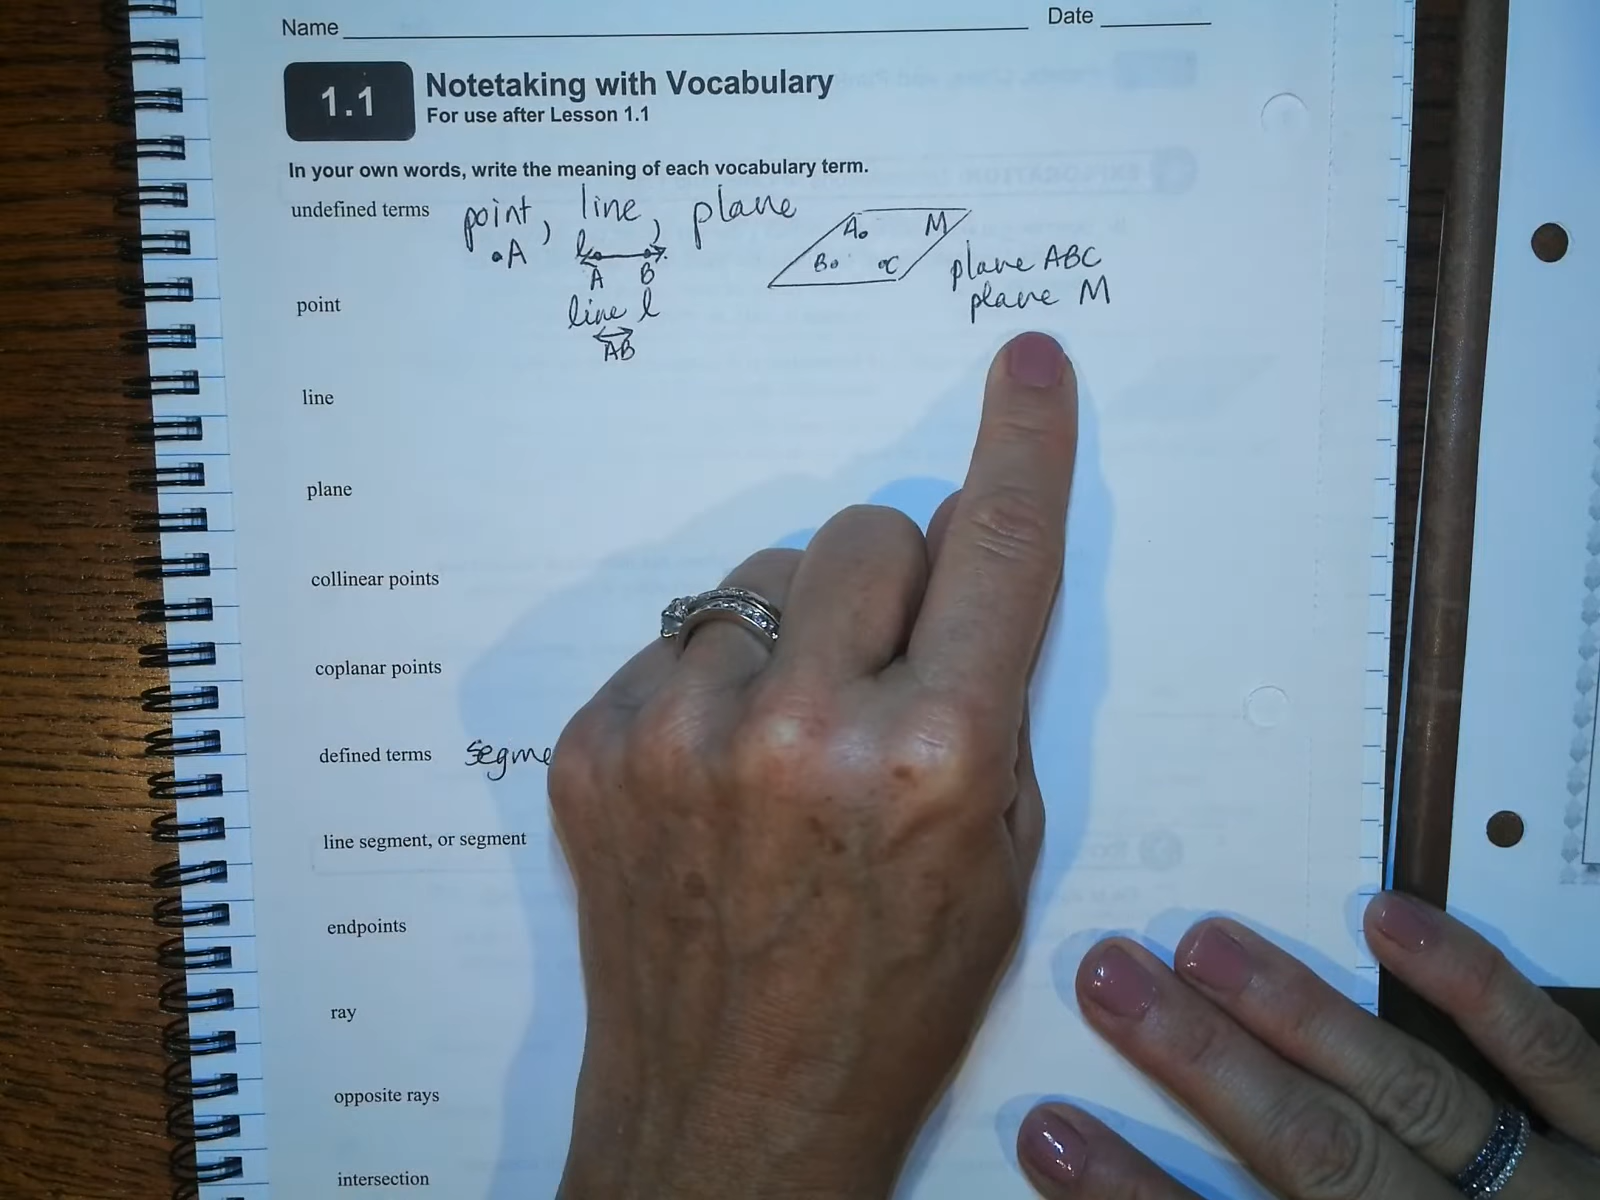 Name Date
1.1 Notetaking with Vocabulary
For use after Lesson 1.1
In your own words, write the meaning of each vocabulary term.
undefined terms point, line, plane
A l A B A M B C
plane ABC
plane M
point line l
AB
line
plane
collinear points
coplanar points
defined terms segme
line segment, or segment
endpoints
ray
opposite rays
intersection